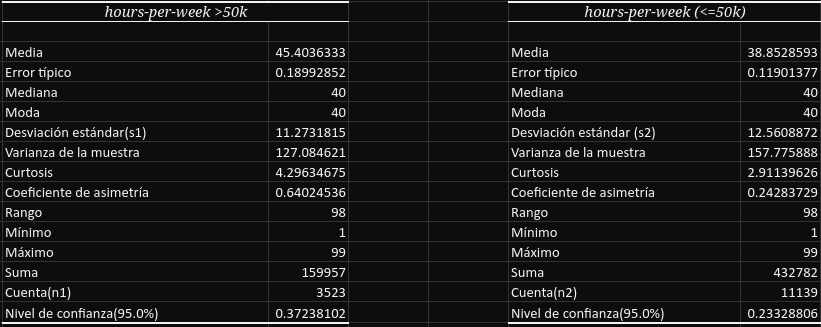 hours-per-week >50k
Media 45.4036333
Error típico 0.18992852
Mediana 40
Moda 40
Desviación estándar(s1) 11.2731815
Varianza de la muestra 127.084621
Curtosis 4.29634675
Coeficiente de asimetría 0.64024536
Rango 98
Mínimo 1
Máximo 99
Suma 159957
Cuenta(n1) 3523
Nivel de confianza(95.0%) 0.37238102
hours-per-week (<=50k)
Media 38.8528593
Error típico 0.11901377
Mediana 40
Moda 40
Desviación estándar (s2) 12.5608872
Varianza de la muestra 157.775888
Curtosis 2.91139626
Coeficiente de asimetría 0.24283729
Rango 98
Mínimo 1
Máximo 99
Suma 432782
Cuenta(n2) 11139
Nivel de confianza(95.0%) 0.23328806